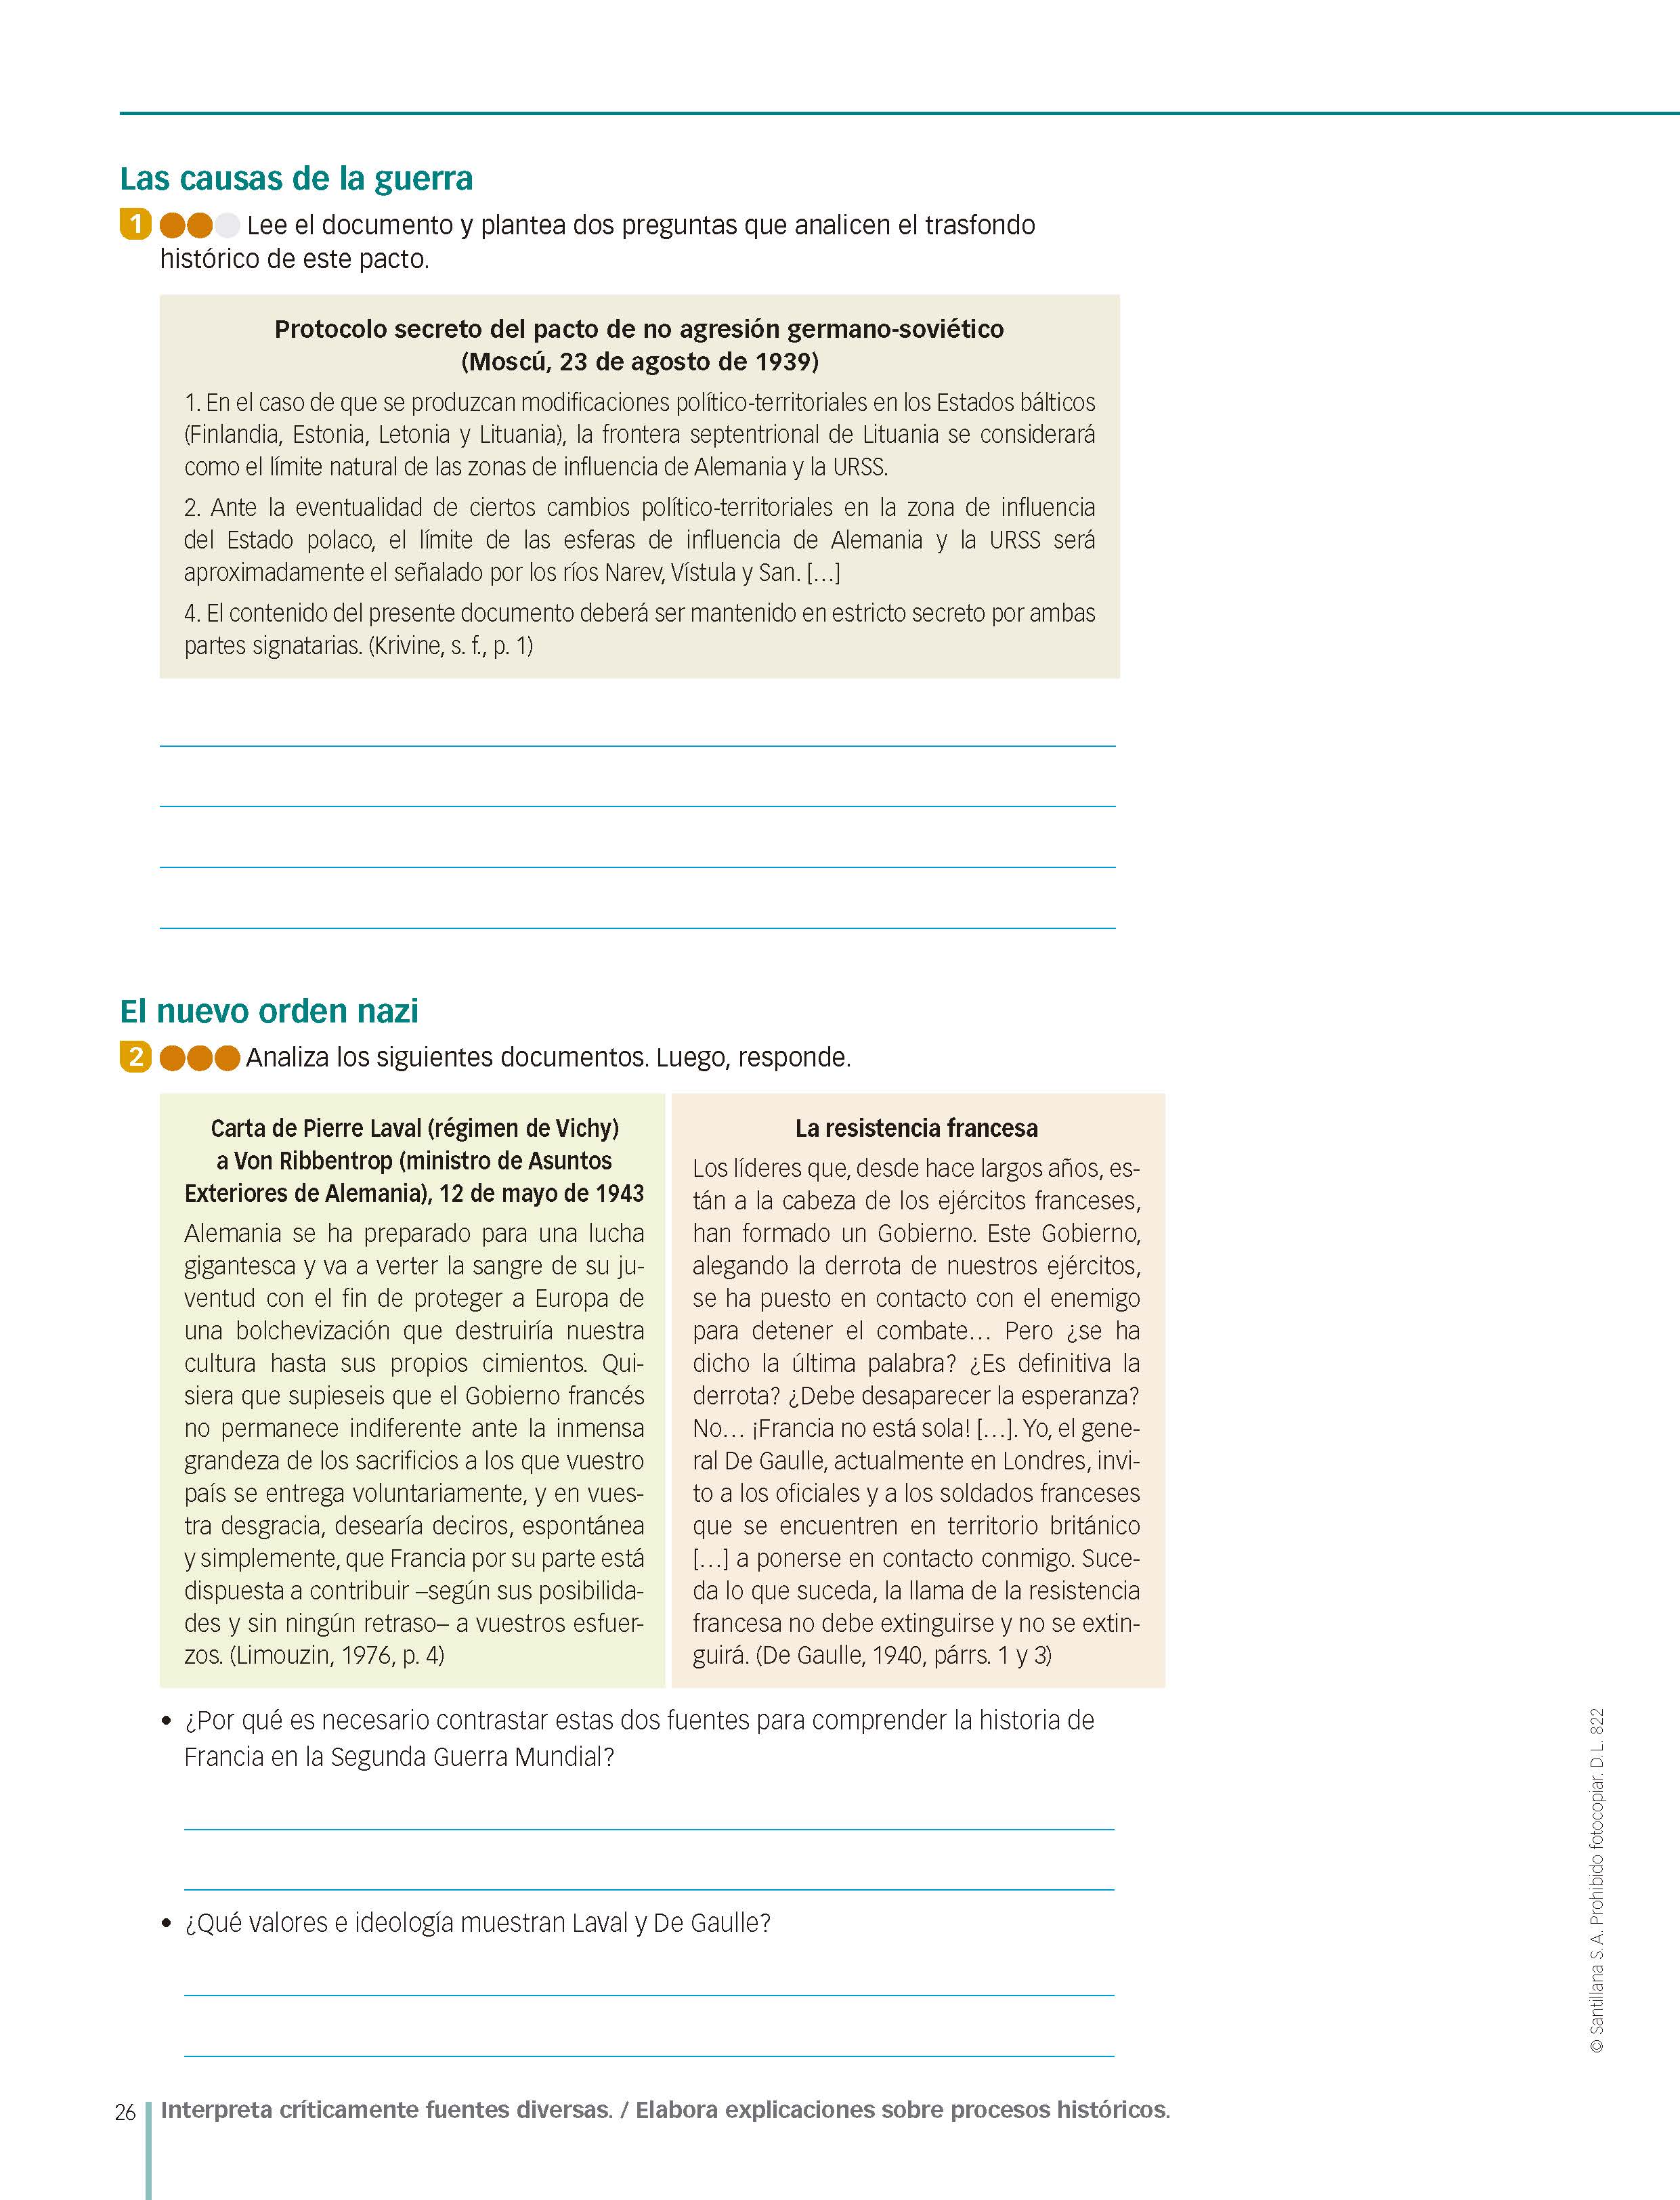 Las causas de la guerra
1 Lee el documento y plantea dos preguntas que analicen el trasfondo
histórico de este pacto.
Protocolo secreto del pacto de no agresión germano-soviético
(Moscú, 23 de agosto de 1939)
1. En el caso de que se produzcan modificaciones político-territoriales en los Estados bálticos
(Finlandia, Estonia, Letonia y Lituania), la frontera septentrional de Lituania se considerará
como el límite natural de las zonas de influencia de Alemania y la URSS.
2. Ante la eventualidad de ciertos cambios político-territoriales en la zona de influencia
del Estado polaco, el límite de las esferas de influencia de Alemania y la URSS será
aproximadamente el señalado por los ríos Narev, Vístula y San. […]
4. El contenido del presente documento deberá ser mantenido en estricto secreto por ambas
partes signatarias. (Krivine, s. f., p. 1)
El nuevo orden nazi
2 Analiza los siguientes documentos. Luego, responde.
Carta de Pierre Laval (régimen de Vichy)
a Von Ribbentrop (ministro de Asuntos
Exteriores de Alemania), 12 de mayo de 1943
Alemania se ha preparado para una lucha
gigantesca y va a verter la sangre de su ju-
ventud con el fin de proteger a Europa de
una bolchevización que destruiría nuestra
cultura hasta sus propios cimientos. Qui-
siera que supieseis que el Gobierno francés
no permanece indiferente ante la inmensa
grandeza de los sacrificios a los que vuestro
país se entrega voluntariamente, y en vues-
tra desgracia, desearía deciros, espontánea
y simplemente, que Francia por su parte está
dispuesta a contribuir –según sus posibilida-
des y sin ningún retraso– a vuestros esfuer-
zos. (Limouzin, 1976, p. 4)
La resistencia francesa
Los líderes que, desde hace largos años, es-
tán a la cabeza de los ejércitos franceses,
han formado un Gobierno. Este Gobierno,
alegando la derrota de nuestros ejércitos,
se ha puesto en contacto con el enemigo
para detener el combate… Pero ¿se ha
dicho la última palabra? ¿Es definitiva la
derrota? ¿Debe desaparecer la esperanza?
No… ¡Francia no está sola! […]. Yo, el gene-
ral De Gaulle, actualmente en Londres, invi-
to a los oficiales y a los soldados franceses
que se encuentren en territorio británico
[…] a ponerse en contacto conmigo. Suce-
da lo que suceda, la llama de la resistencia
francesa no debe extinguirse y no se extin-
guirá. (De Gaulle, 1940, párrs. 1 y 3)
• ¿Por qué es necesario contrastar estas dos fuentes para comprender la historia de
Francia en la Segunda Guerra Mundial?
• ¿Qué valores e ideología muestran Laval y De Gaulle?
© Santillana S. A. Prohibido fotocopiar. D. L. 822
26 Interpreta críticamente fuentes diversas. / Elabora explicaciones sobre procesos históricos.